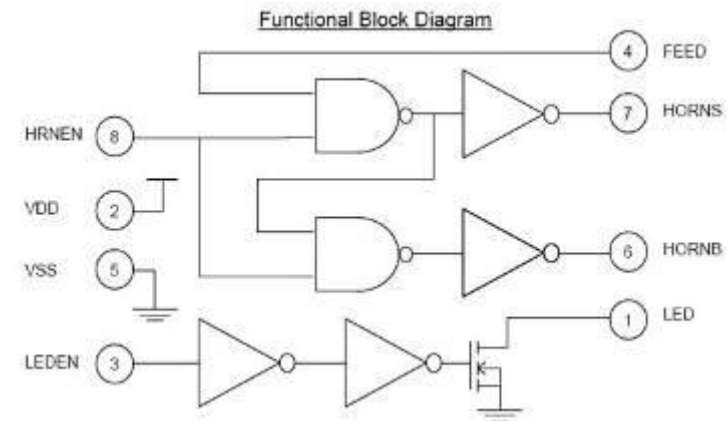 Functional Block Diagram
4 FEED
7 HORNS
HRNEN 8
VDD 2
VSS 5
6 HORNB
1 LED
LEDEN 3